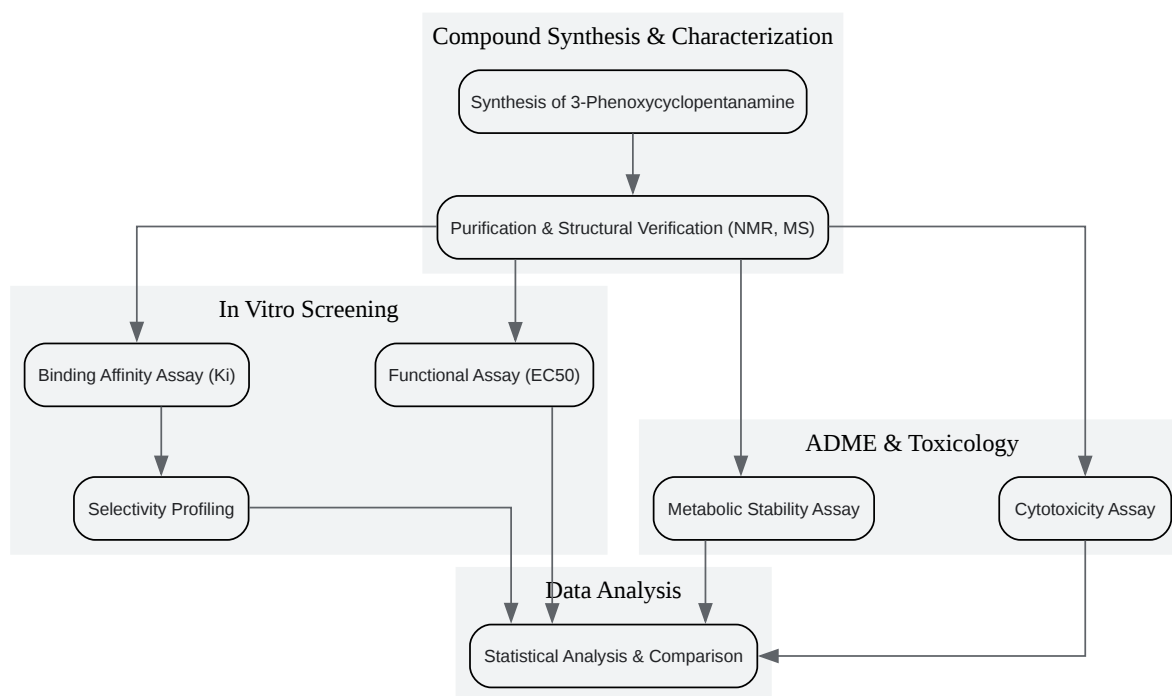 Compound Synthesis & Characterization
Synthesis of 3-Phenoxycyclopentanamine
Purification & Structural Verification (NMR, MS)
In Vitro Screening
Binding Affinity Assay (Ki)
Functional Assay (EC50)
ADME & Toxicology
Selectivity Profiling
Metabolic Stability Assay
Cytotoxicity Assay
Data Analysis
Statistical Analysis & Comparison